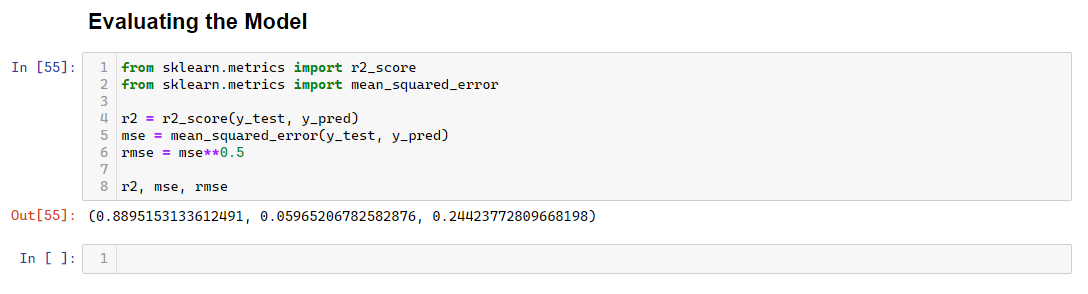 Evaluating the Model
In [55]:
1 from sklearn.metrics import r2_score
2 from sklearn.metrics import mean_squared_error
3
4 r2 = r2_score(y_test, y_pred)
5 mse = mean_squared_error(y_test, y_pred)
6 rmse = mse**0.5
7
8 r2, mse, rmse
Out[55]: (0.8895153133612491, 0.05965206782582876, 0.24423772809668198)
In [ ]: 1